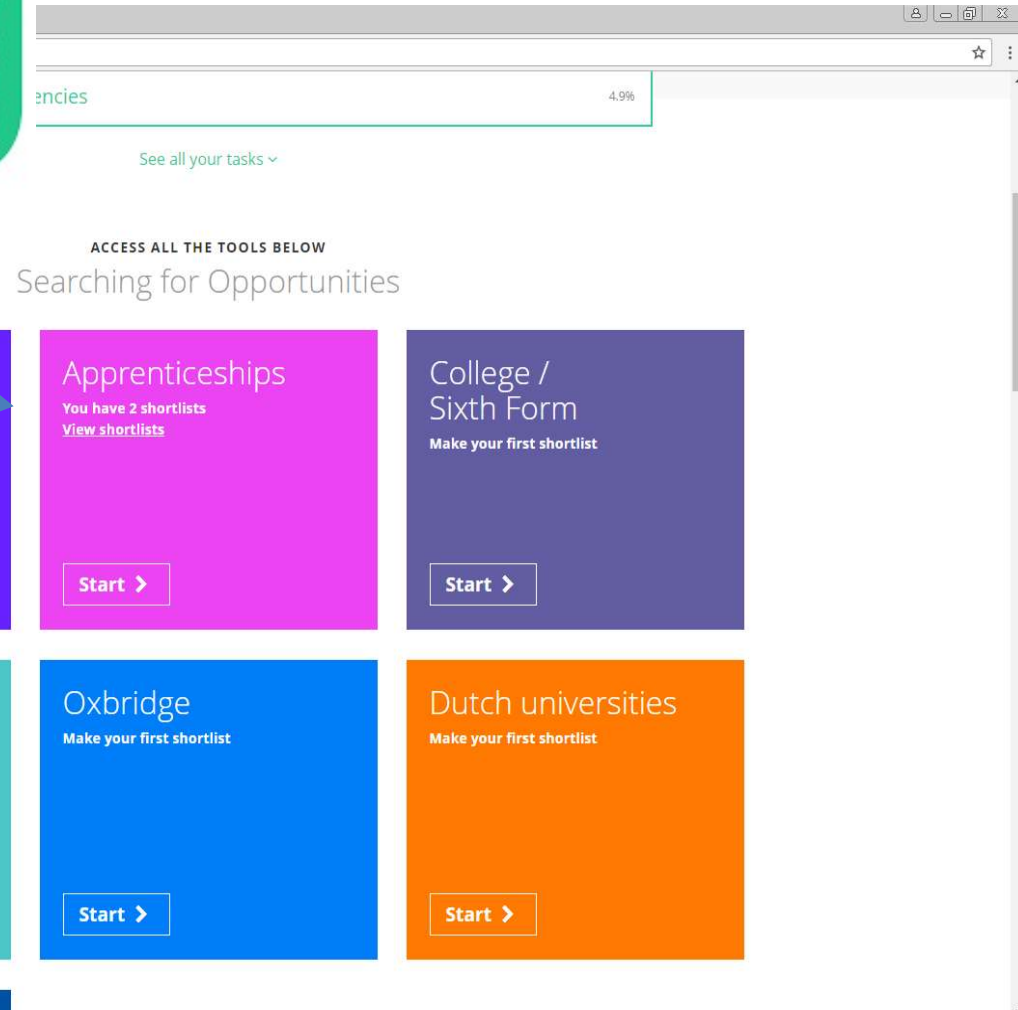 4.9%
See all your tasks
ACCESS ALL THE TOOLS BELOW
Searching for Opportunities
Apprenticeships
You have 2 shortlists
View shortlists
Start
College /
Sixth Form
Make your first shortlist
Start
Oxbridge
Make your first shortlist
Start
Dutch universities
Make your first shortlist
Start